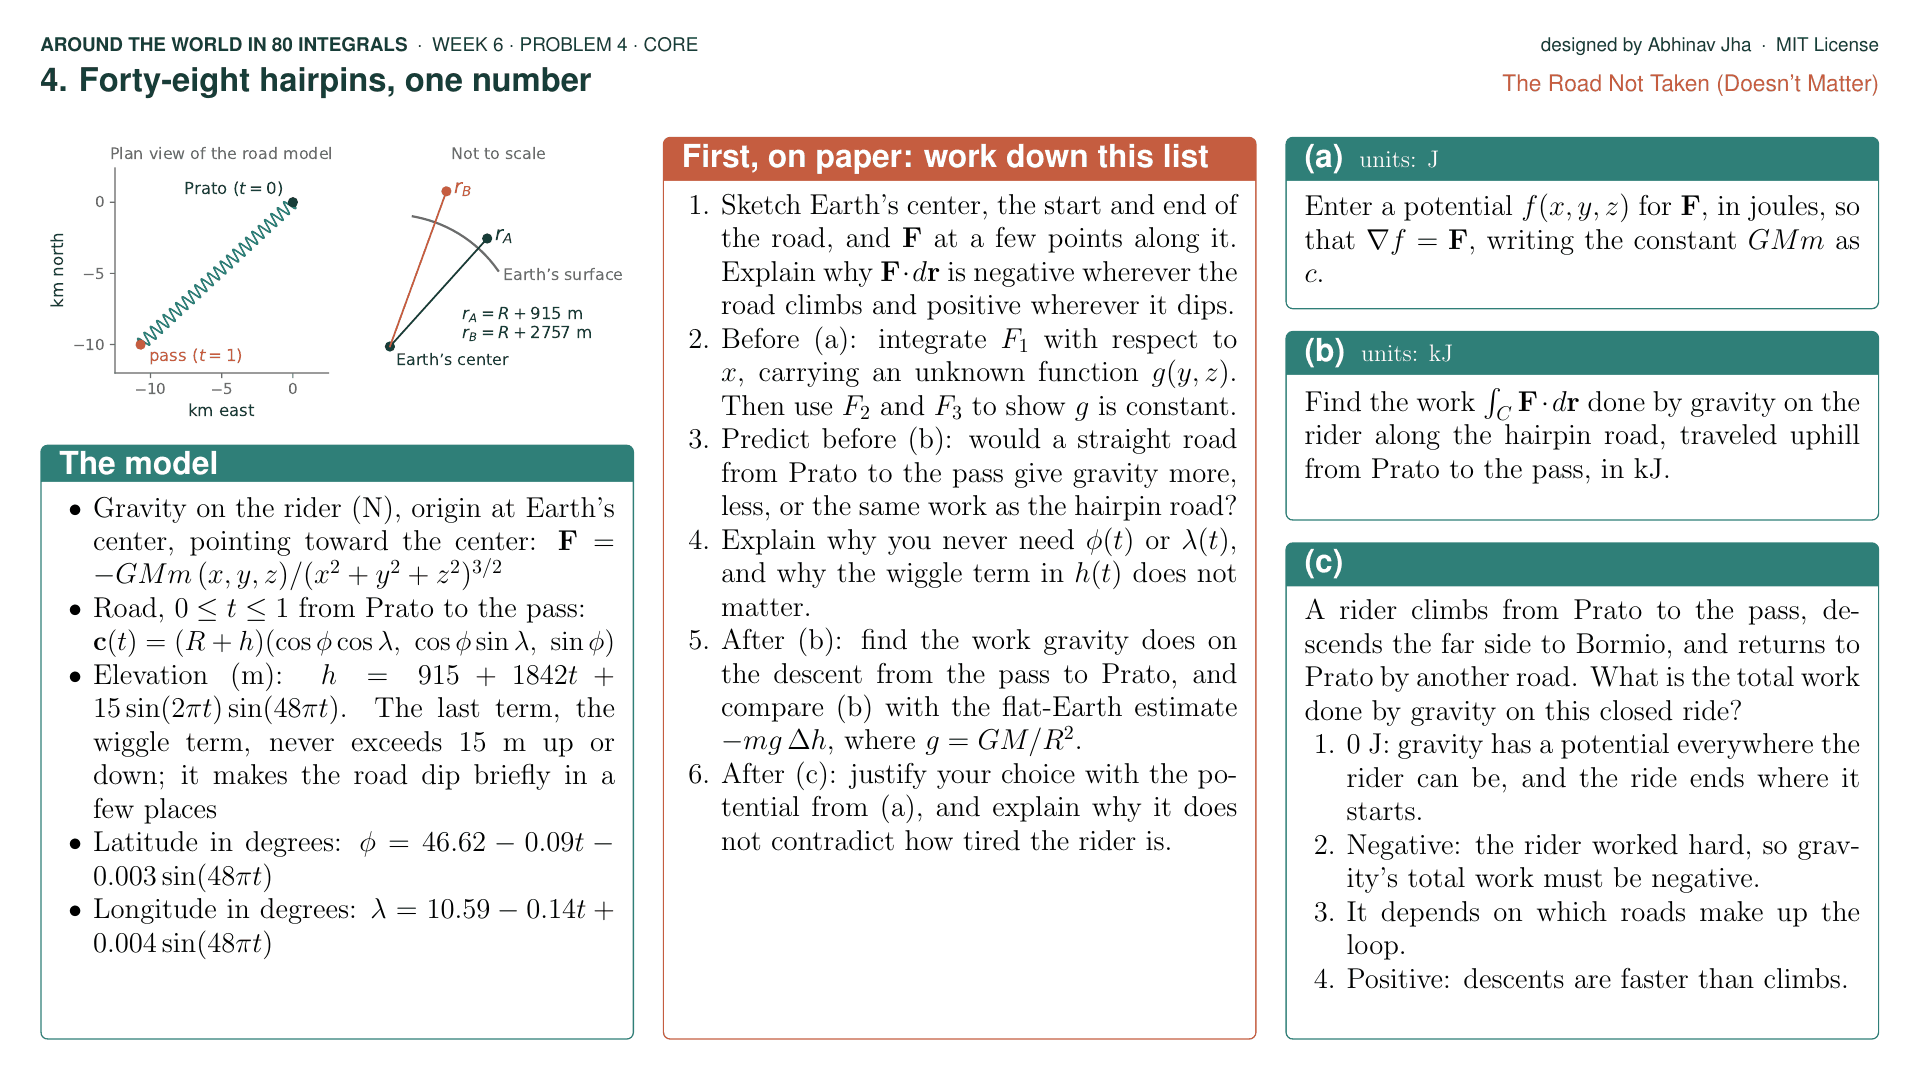 AROUND THE WORLD IN 80 INTEGRALS · WEEK 6 · PROBLEM 4 · CORE
designed by Abhinav Jha · MIT License
4. Forty-eight hairpins, one number
The Road Not Taken (Doesn't Matter)
Plan view of the road model
Prato (t = 0)
0
−5
−10
km north
pass (t = 1)
−10
−5
0
km east
Not to scale
r_B
r_A
Earth's surface
r_A = R + 915 m
r_B = R + 2757 m
Earth's center
The model
• Gravity on the rider (N), origin at Earth's
center, pointing toward the center: F =
−GMm (x, y, z)/(x² + y² + z²)^{3/2}
• Road, 0 ≤ t ≤ 1 from Prato to the pass:
c(t) = (R + h)(cos ϕ cos λ, cos ϕ sin λ, sin ϕ)
• Elevation (m): h = 915 + 1842t +
15 sin(2πt) sin(48πt). The last term, the
wiggle term, never exceeds 15 m up or
down; it makes the road dip briefly in a
few places
• Latitude in degrees: ϕ = 46.62 − 0.09t −
0.003 sin(48πt)
• Longitude in degrees: λ = 10.59 − 0.14t +
0.004 sin(48πt)
First, on paper: work down this list
1. Sketch Earth's center, the start and end of
the road, and F at a few points along it.
Explain why F · dr is negative wherever the
road climbs and positive wherever it dips.
2. Before (a): integrate F₁ with respect to
x, carrying an unknown function g(y, z).
Then use F₂ and F₃ to show g is constant.
3. Predict before (b): would a straight road
from Prato to the pass give gravity more,
less, or the same work as the hairpin road?
4. Explain why you never need ϕ(t) or λ(t),
and why the wiggle term in h(t) does not
matter.
5. After (b): find the work gravity does on
the descent from the pass to Prato, and
compare (b) with the flat-Earth estimate
−mg Δh, where g = GM/R².
6. After (c): justify your choice with the po-
tential from (a), and explain why it does
not contradict how tired the rider is.
(a) units: J
Enter a potential f(x, y, z) for F, in joules, so
that ∇f = F, writing the constant GMm as
c.
(b) units: kJ
Find the work ∫_C F · dr done by gravity on the
rider along the hairpin road, traveled uphill
from Prato to the pass, in kJ.
(c)
A rider climbs from Prato to the pass, de-
scends the far side to Bormio, and returns to
Prato by another road. What is the total work
done by gravity on this closed ride?
1. 0 J: gravity has a potential everywhere the
rider can be, and the ride ends where it
starts.
2. Negative: the rider worked hard, so grav-
ity's total work must be negative.
3. It depends on which roads make up the
loop.
4. Positive: descents are faster than climbs.